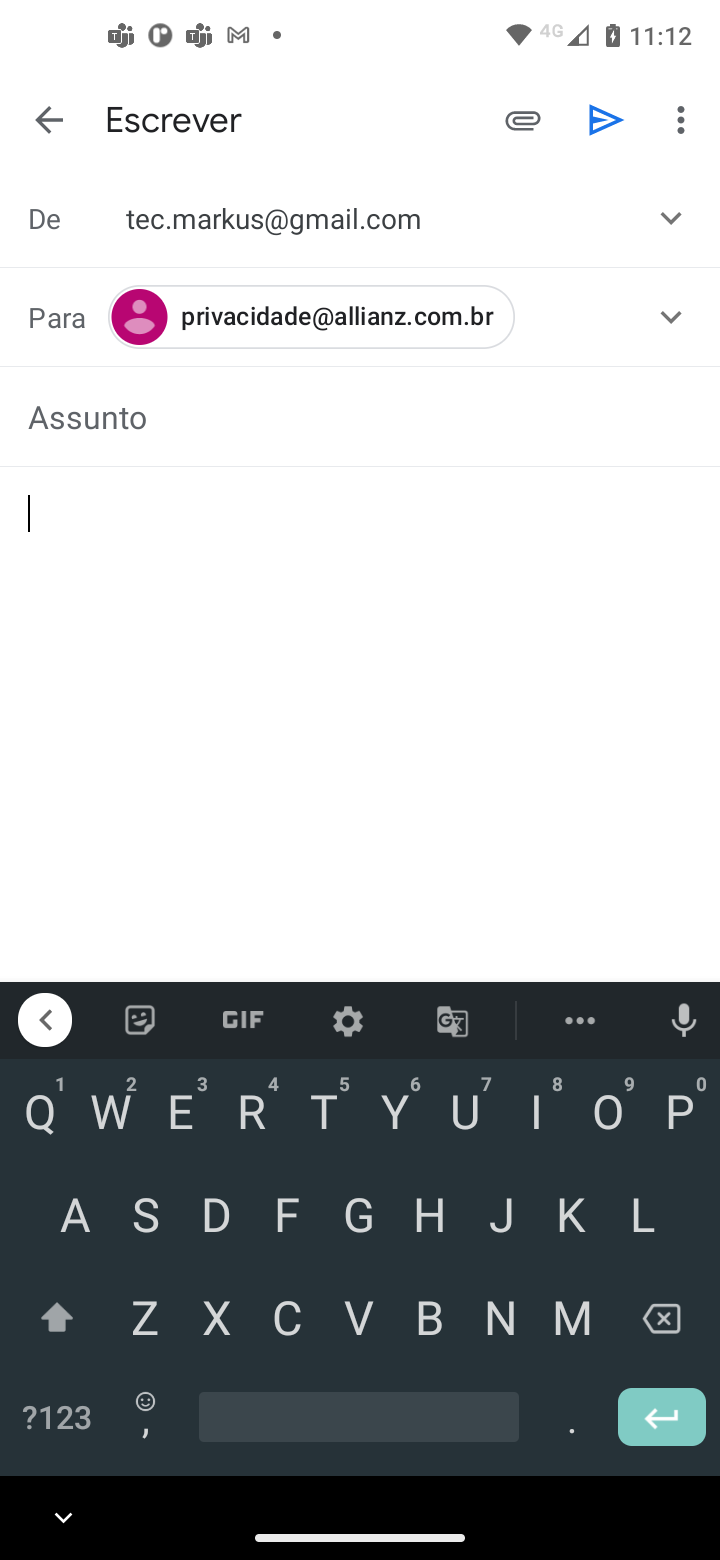 4G 11:12
Escrever
De tec.markus@gmail.com
Para privacidade@allianz.com.br
Assunto
GIF G
1 2 3 4 5 6 7 8 9 0
Q W E R T Y U I O P
A S D F G H J K L
Z X C V B N M
?123 , .